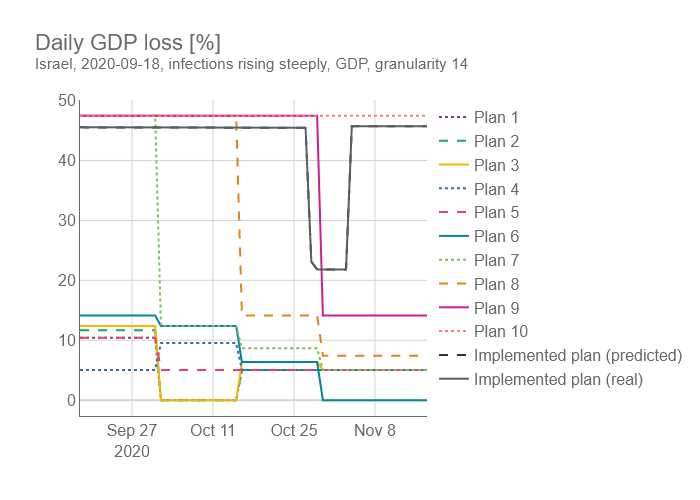 Daily GDP loss [%]
Israel, 2020-09-18, infections rising steeply, GDP, granularity 14
50
40
30
20
10
0
Sep 27
2020
Oct 11
Oct 25
Nov 8
Plan 1
Plan 2
Plan 3
Plan 4
Plan 5
Plan 6
Plan 7
Plan 8
Plan 9
Plan 10
Implemented plan (predicted)
Implemented plan (real)